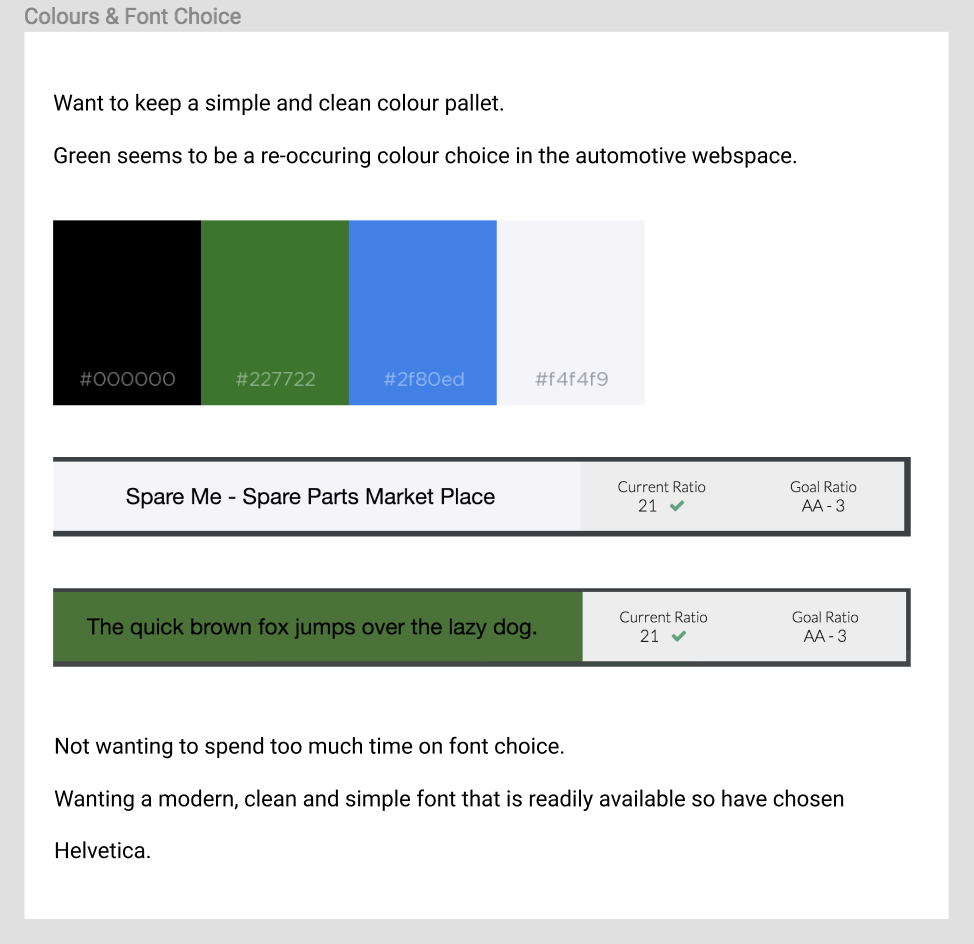 Colours & Font Choice
Want to keep a simple and clean colour pallet.
Green seems to be a re-occuring colour choice in the automotive webspace.
#000000 #227722 #2f80ed #f4f4f9
Spare Me - Spare Parts Market Place
Current Ratio
21
Goal Ratio
AA - 3
The quick brown fox jumps over the lazy dog.
Current Ratio
21
Goal Ratio
AA - 3
Not wanting to spend too much time on font choice.
Wanting a modern, clean and simple font that is readily available so have chosen
Helvetica.